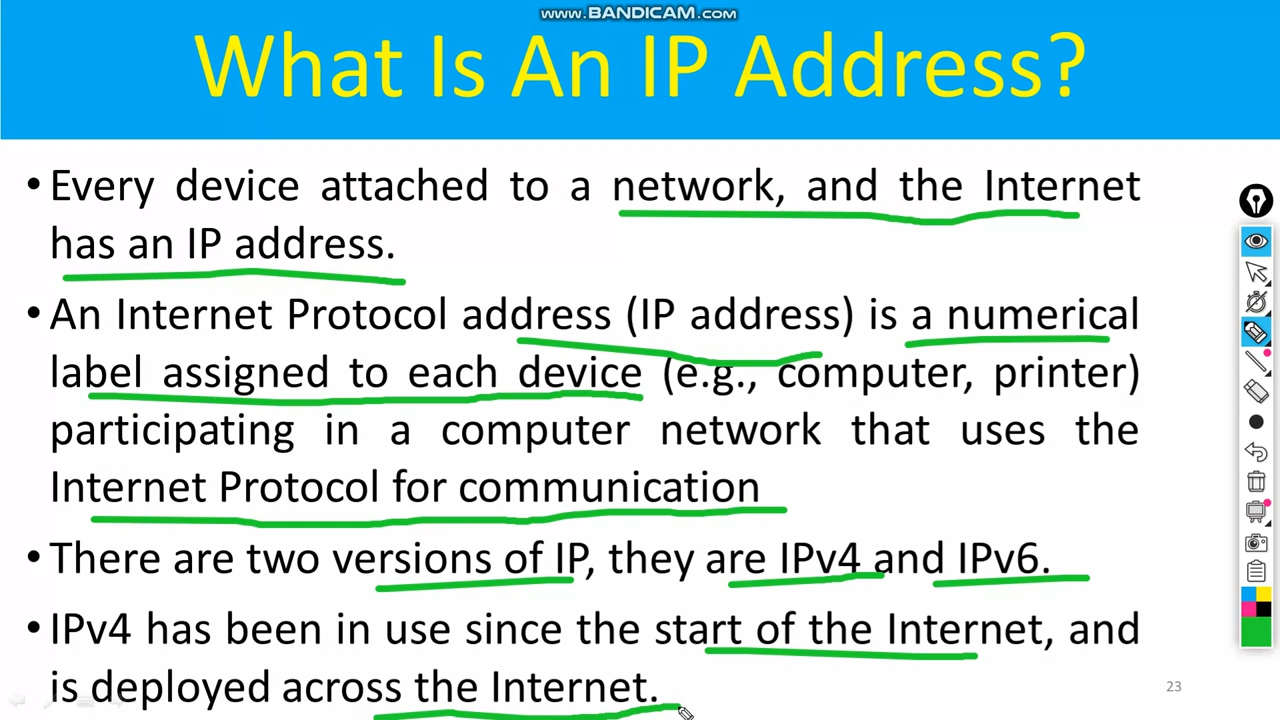 WWW.BANDICAM.COM
What Is An IP Address?
• Every device attached to a network, and the Internet
has an IP address.
• An Internet Protocol address (IP address) is a numerical
label assigned to each device (e.g., computer, printer)
participating in a computer network that uses the
Internet Protocol for communication
• There are two versions of IP, they are IPv4 and IPv6.
• IPv4 has been in use since the start of the Internet, and
is deployed across the Internet.
23